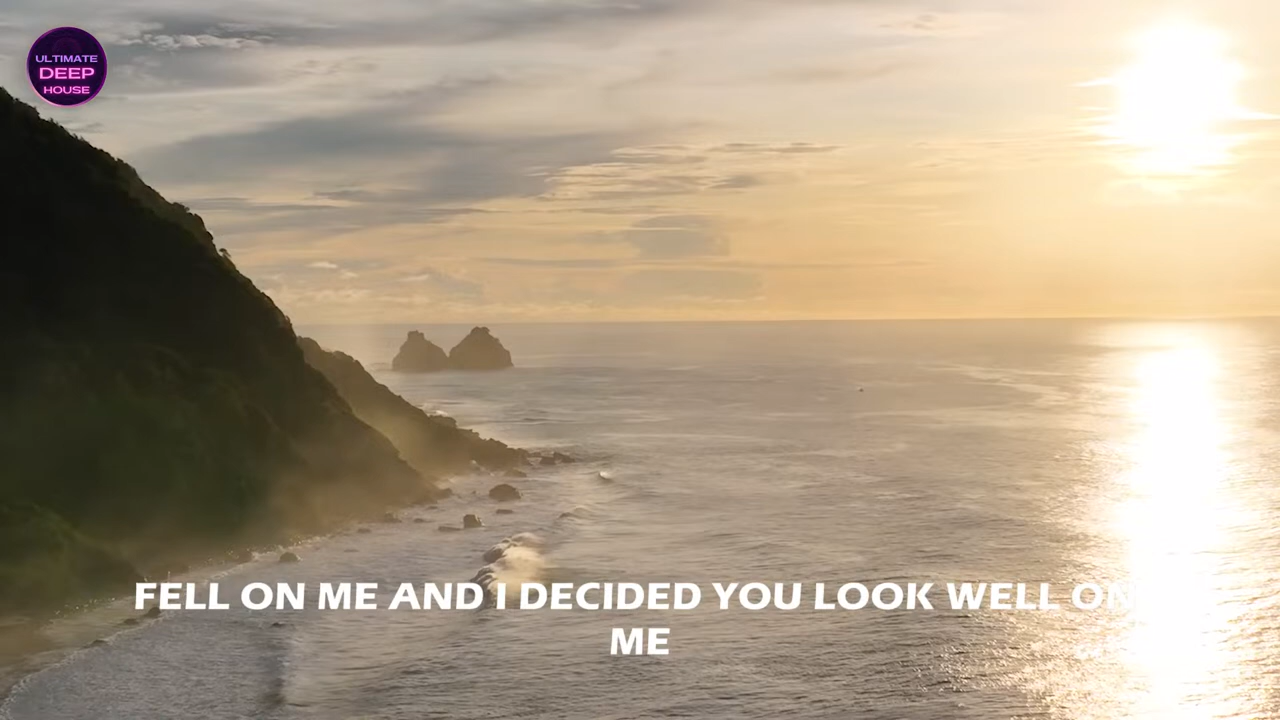 ULTIMATE
DEEP
HOUSE
FELL ON ME AND I DECIDED YOU LOOK WELL ON
ME